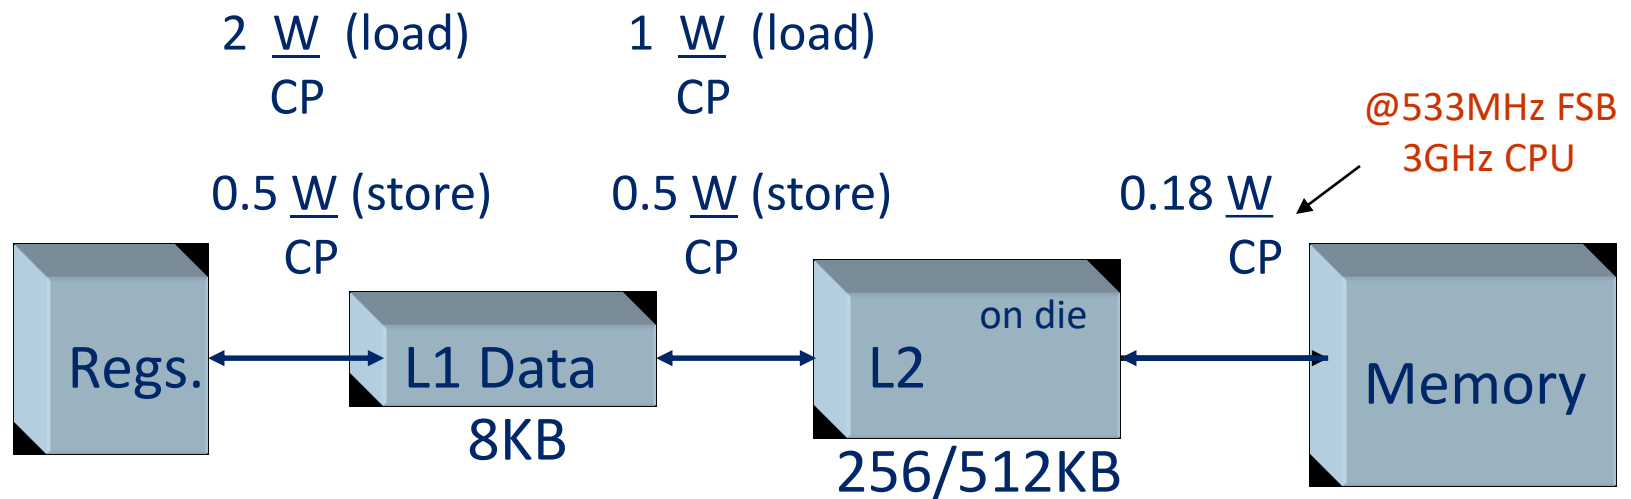 2 W (load)
CP
1 W (load)
CP
@533MHz FSB
3GHz CPU
0.5 W (store)
CP
0.5 W (store)
CP
0.18 W
CP
Regs.
L1 Data
8KB
on die
L2
256/512KB
Memory